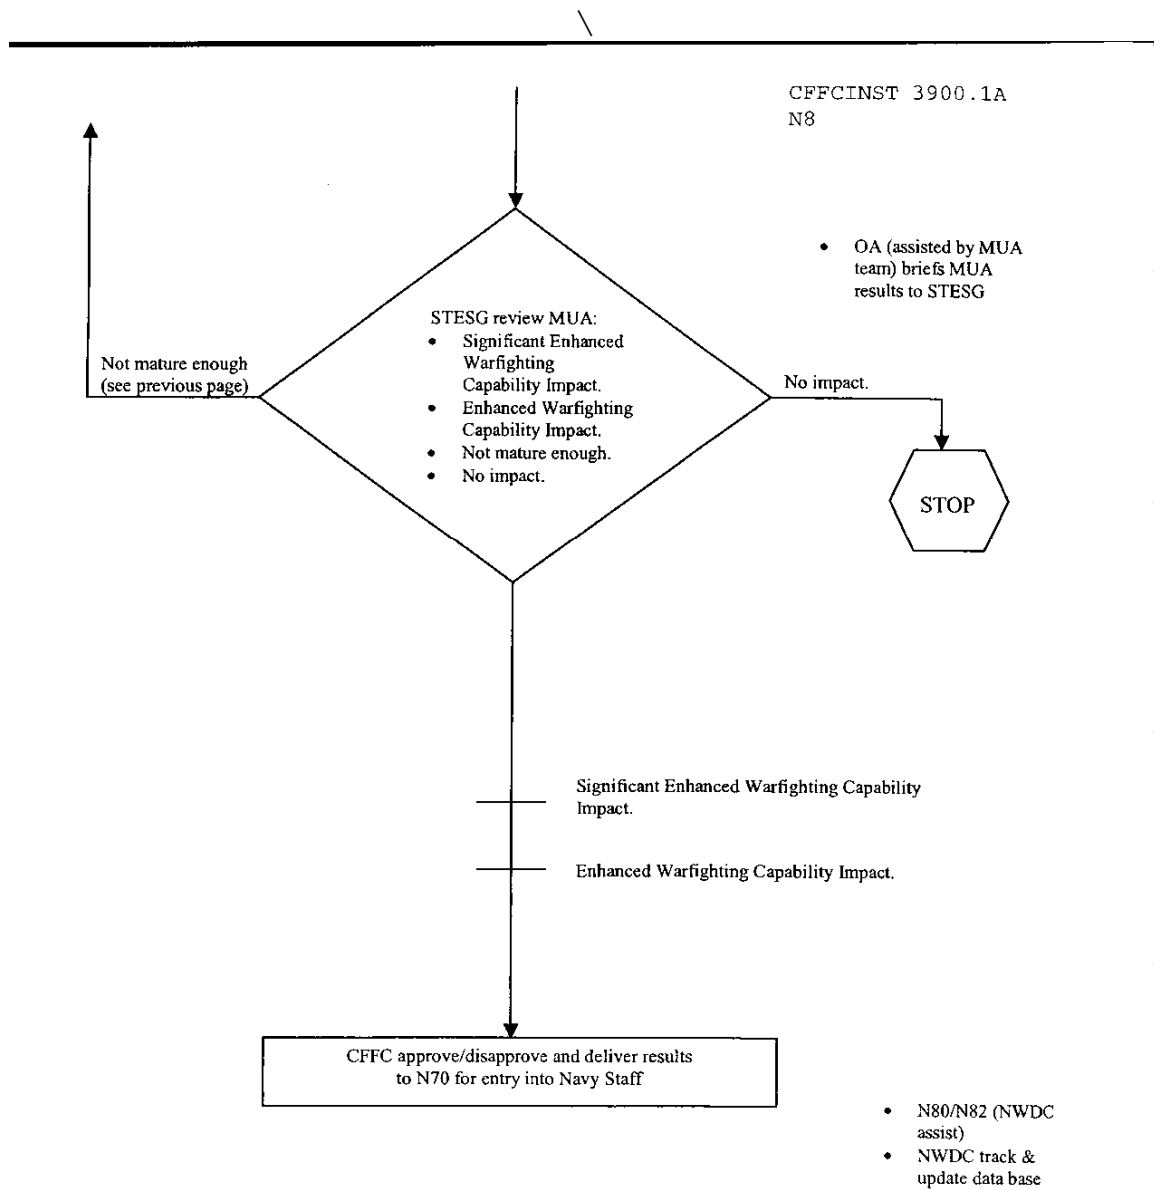 \
CFFCINST 3900.1A
N8
• OA (assisted by MUA
team) briefs MUA
results to STESG
STESG review MUA:
• Significant Enhanced
Warfighting
Capability Impact.
• Enhanced Warfighting
Capability Impact.
• Not mature enough.
• No impact.
Not mature enough
(see previous page)
No impact.
STOP
Significant Enhanced Warfighting Capability
Impact.
Enhanced Warfighting Capability Impact.
CFFC approve/disapprove and deliver results
to N70 for entry into Navy Staff
• N80/N82 (NWDC
assist)
• NWDC track &
update data base